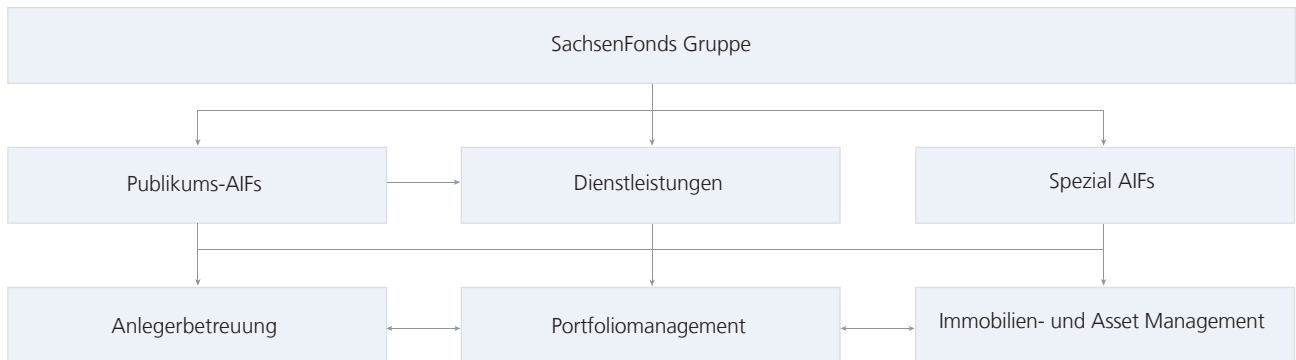 SachsenFonds Gruppe
Publikums-AIFs
Dienstleistungen
Spezial AIFs
Anlegerbetreuung
Portfoliomanagement
Immobilien- und Asset Management